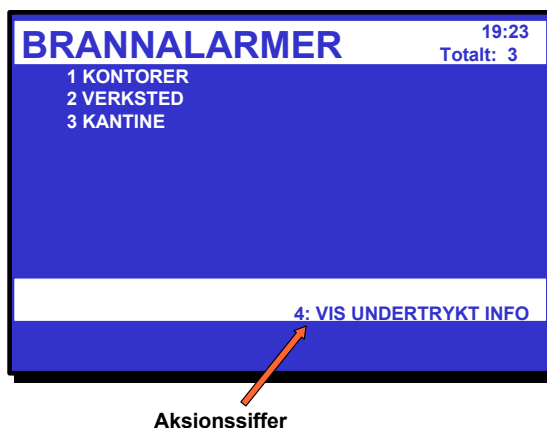 BRANNALARMER
19:23
Totalt: 3
1 KONTORER
2 VERKSTED
3 KANTINE
4: VIS UNDERTRYKT INFO
Aksionssiffer